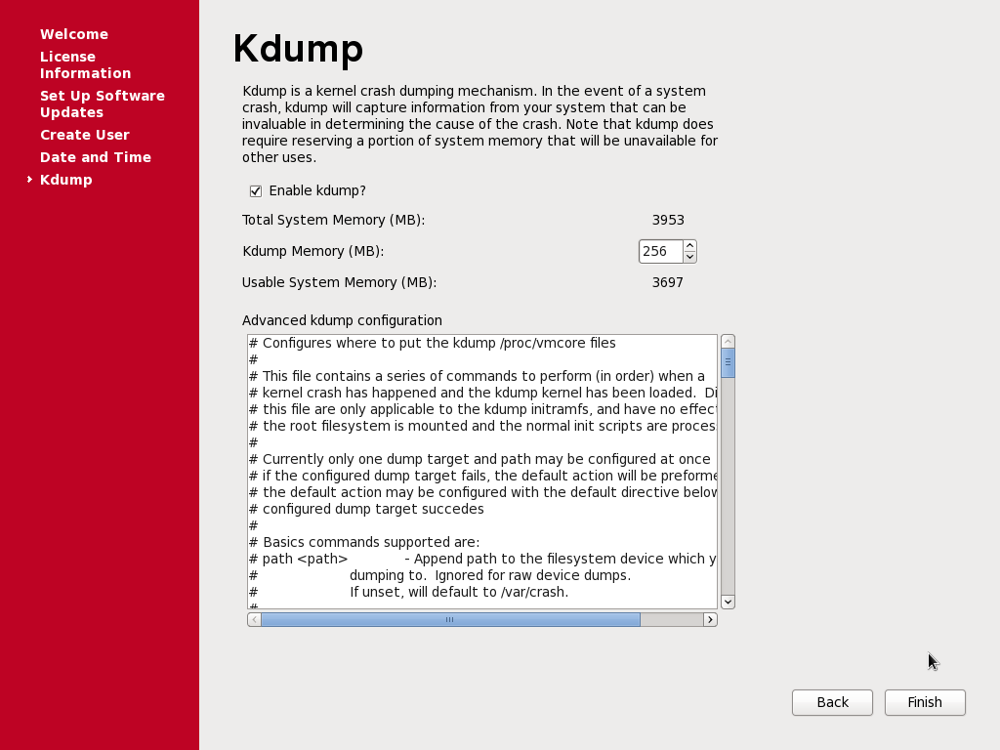 Welcome
License
Information
Set Up Software
Updates
Create User
Date and Time
Kdump
Kdump
Kdump is a kernel crash dumping mechanism. In the event of a system
crash, kdump will capture information from your system that can be
invaluable in determining the cause of the crash. Note that kdump does
require reserving a portion of system memory that will be unavailable for
other uses.
Enable kdump?
Total System Memory (MB): 3953
Kdump Memory (MB): 256
Usable System Memory (MB): 3697
Advanced kdump configuration
# Configures where to put the kdump /proc/vmcore files
#
# This file contains a series of commands to perform (in order) when a
# kernel crash has happened and the kdump kernel has been loaded.  Di
# this file are only applicable to the kdump initramfs, and have no effec
# the root filesystem is mounted and the normal init scripts are proces
#
# Currently only one dump target and path may be configured at once
# if the configured dump target fails, the default action will be preforme
# the default action may be configured with the default directive below
# configured dump target succedes
#
# Basics commands supported are:
# path <path> - Append path to the filesystem device which y
# dumping to.  Ignored for raw device dumps.
# If unset, will default to /var/crash.
#
Back
Finish